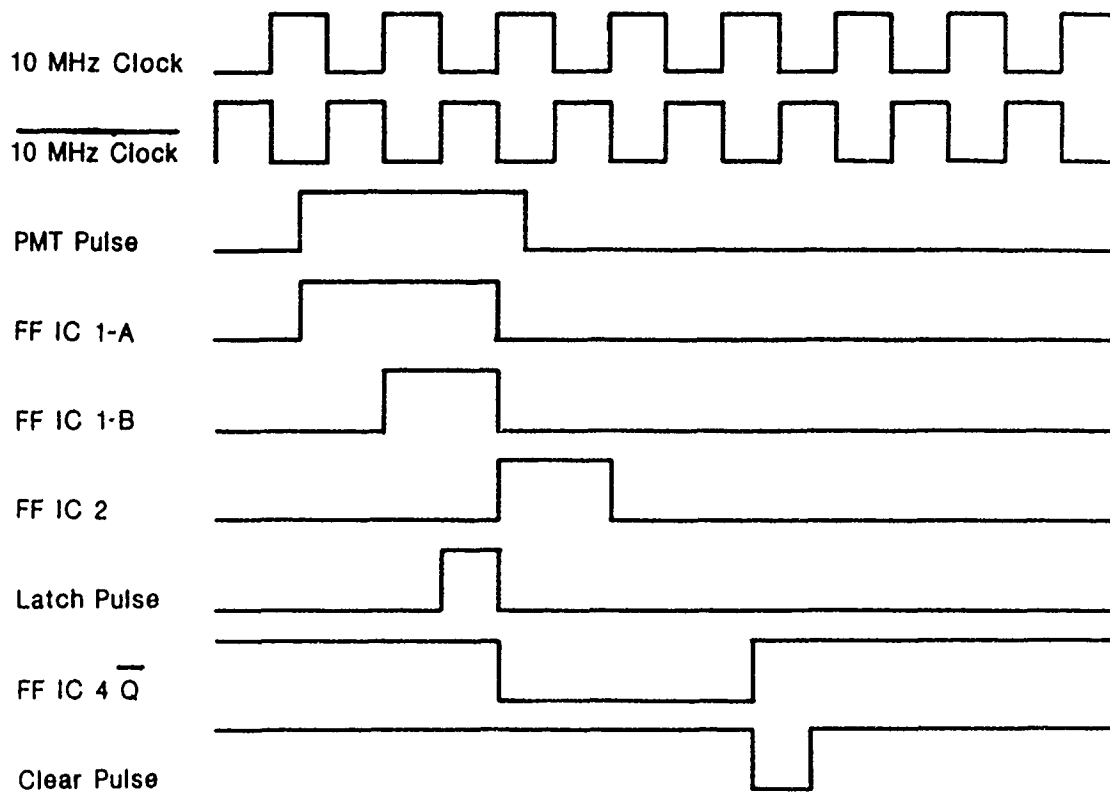 10 MHz Clock
10 MHz Clock
PMT Pulse
FF IC 1-A
FF IC 1-B
FF IC 2
Latch Pulse
FF IC 4 Q
Clear Pulse